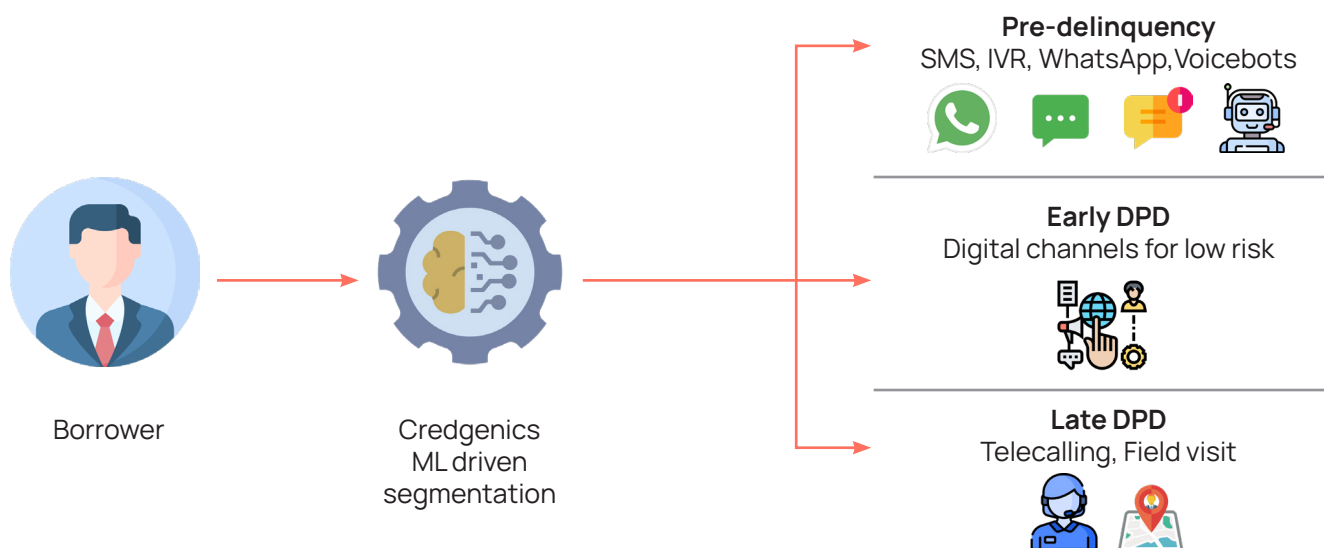 Pre-delinquency
SMS, IVR, WhatsApp,Voicebots
Early DPD
Digital channels for low risk
Late DPD
Telecalling, Field visit
Borrower
Credgenics
ML driven
segmentation